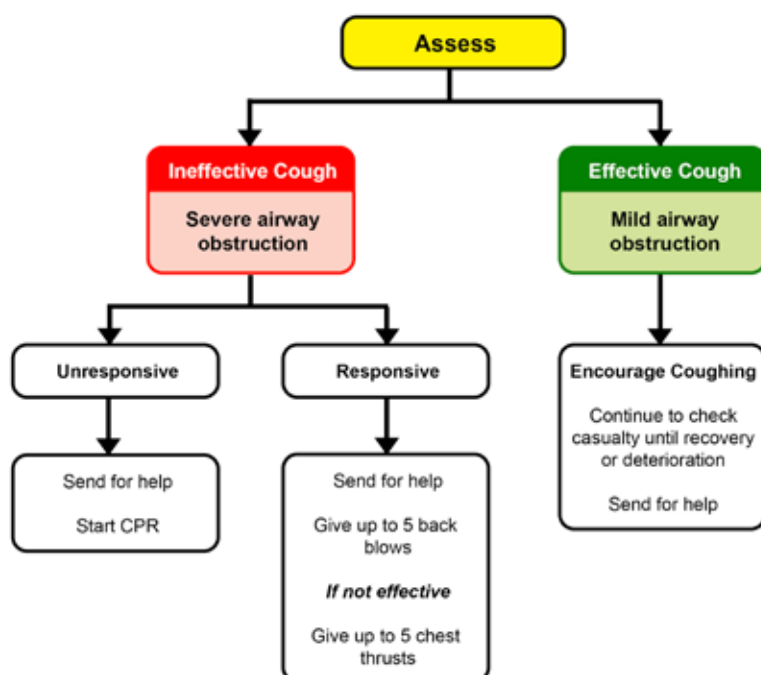 Assess
Ineffective Cough
Severe airway
obstruction
Effective Cough
Mild airway
obstruction
Unresponsive
Send for help
Start CPR
Responsive
Send for help
Give up to 5 back
blows
If not effective
Give up to 5 chest
thrusts
Encourage Coughing
Continue to check
casualty until recovery
or deterioration
Send for help